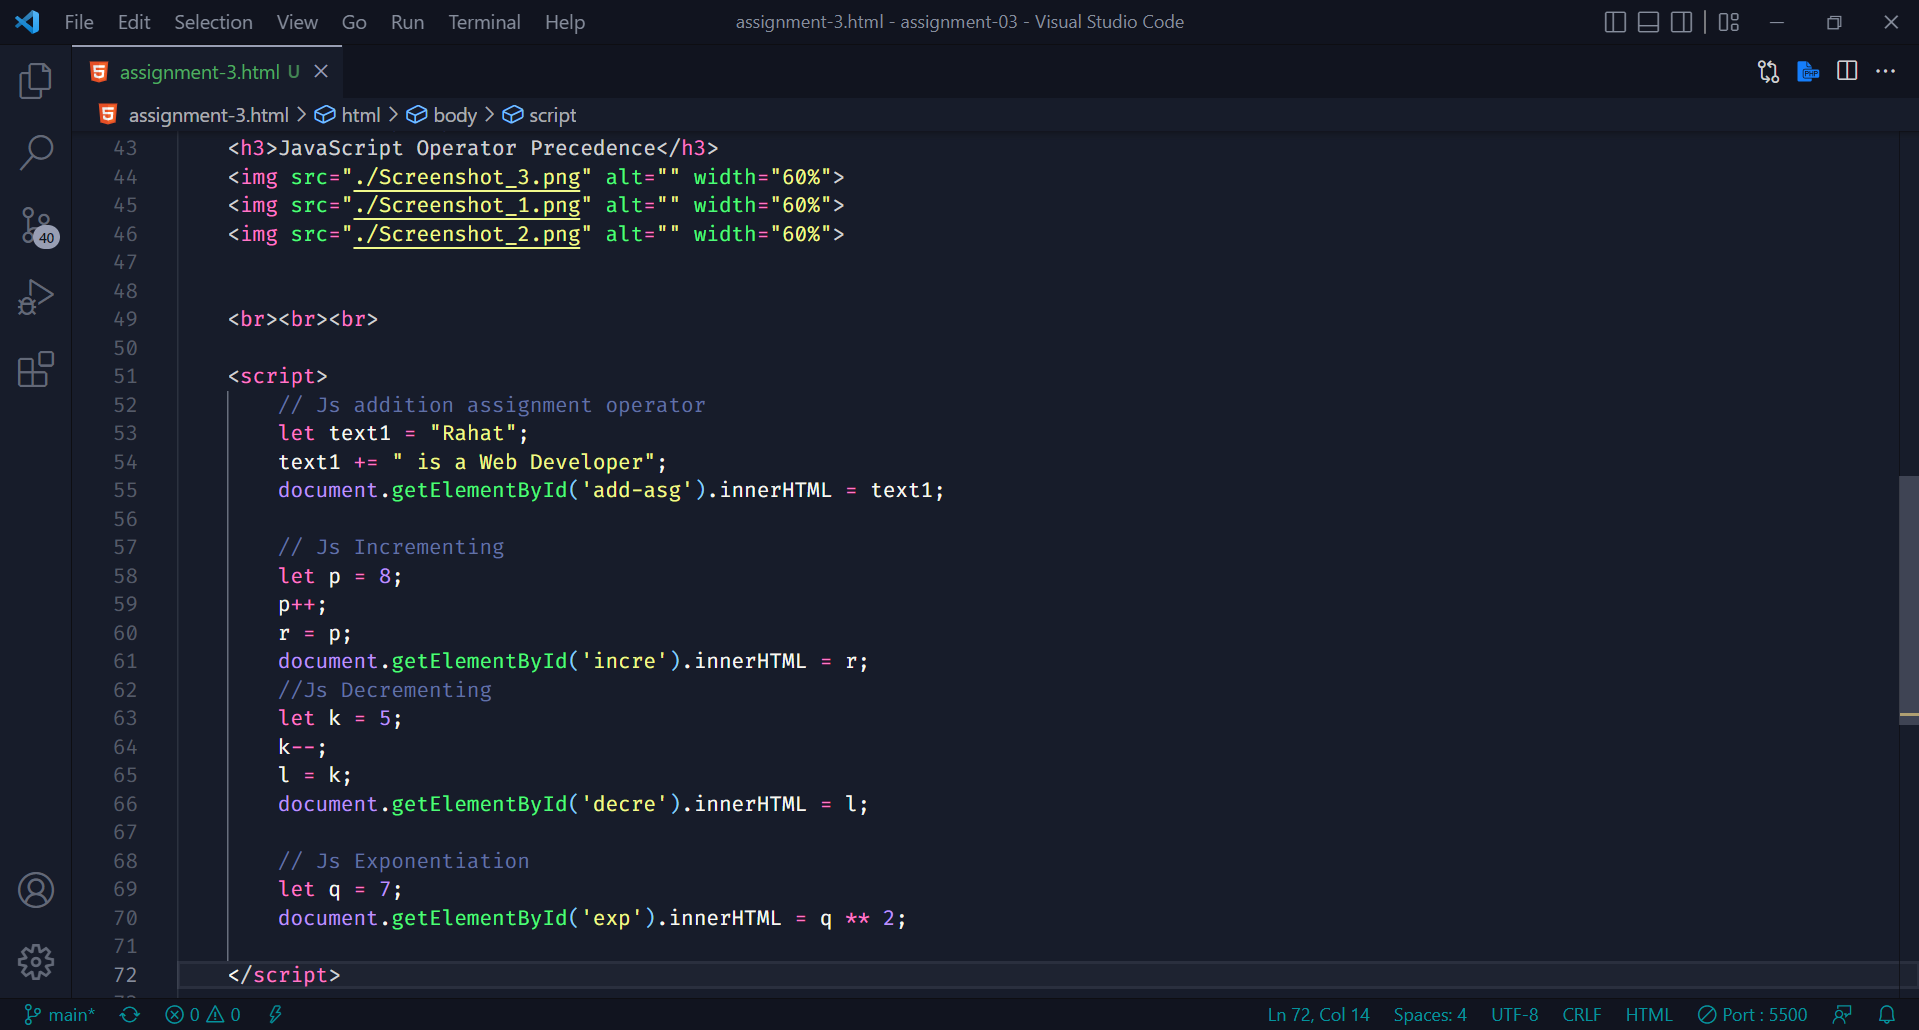 File Edit Selection View Go Run Terminal Help assignment-3.html - assignment-03 - Visual Studio Code
assignment-3.html U
assignment-3.html > html > body > script
40
43 <h3>JavaScript Operator Precedence</h3>
44 <img src="./Screenshot_3.png" alt="" width="60%">
45 <img src="./Screenshot_1.png" alt="" width="60%">
46 <img src="./Screenshot_2.png" alt="" width="60%">
47
48
49 <br><br><br>
50
51 <script>
52 // Js addition assignment operator
53 let text1 = "Rahat";
54 text1 += " is a Web Developer";
55 document.getElementById('add-asg').innerHTML = text1;
56
57 // Js Incrementing
58 let p = 8;
59 p++;
60 r = p;
61 document.getElementById('incre').innerHTML = r;
62 //Js Decrementing
63 let k = 5;
64 k--;
65 l = k;
66 document.getElementById('decre').innerHTML = l;
67
68 // Js Exponentiation
69 let q = 7;
70 document.getElementById('exp').innerHTML = q ** 2;
71
72 </script>
main* 0 0 Ln 72, Col 14 Spaces: 4 UTF-8 CRLF HTML Port : 5500